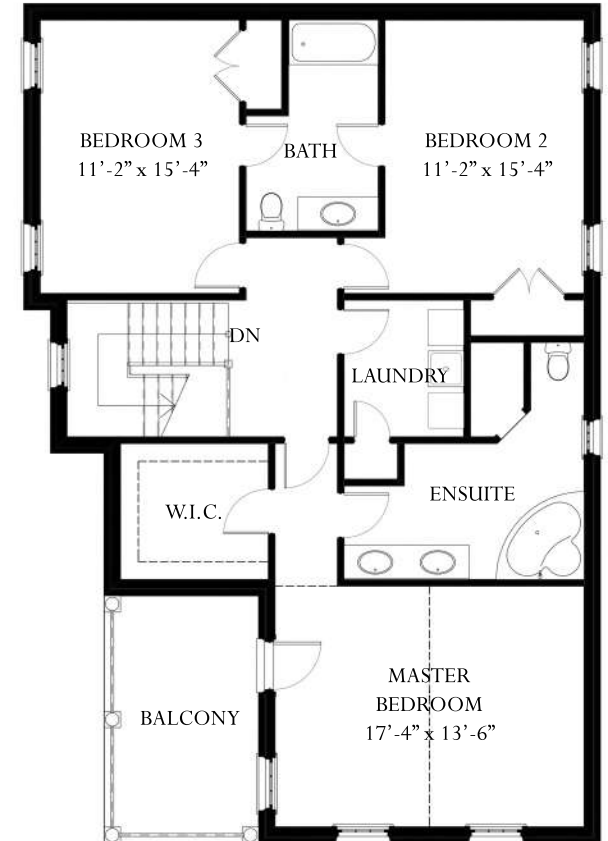 BEDROOM 3
11'-2" x 15'-4"
BATH
BEDROOM 2
11'-2" x 15'-4"
DN
LAUNDRY
W.I.C.
ENSUITE
MASTER
BEDROOM
17'-4" x 13'-6"
BALCONY